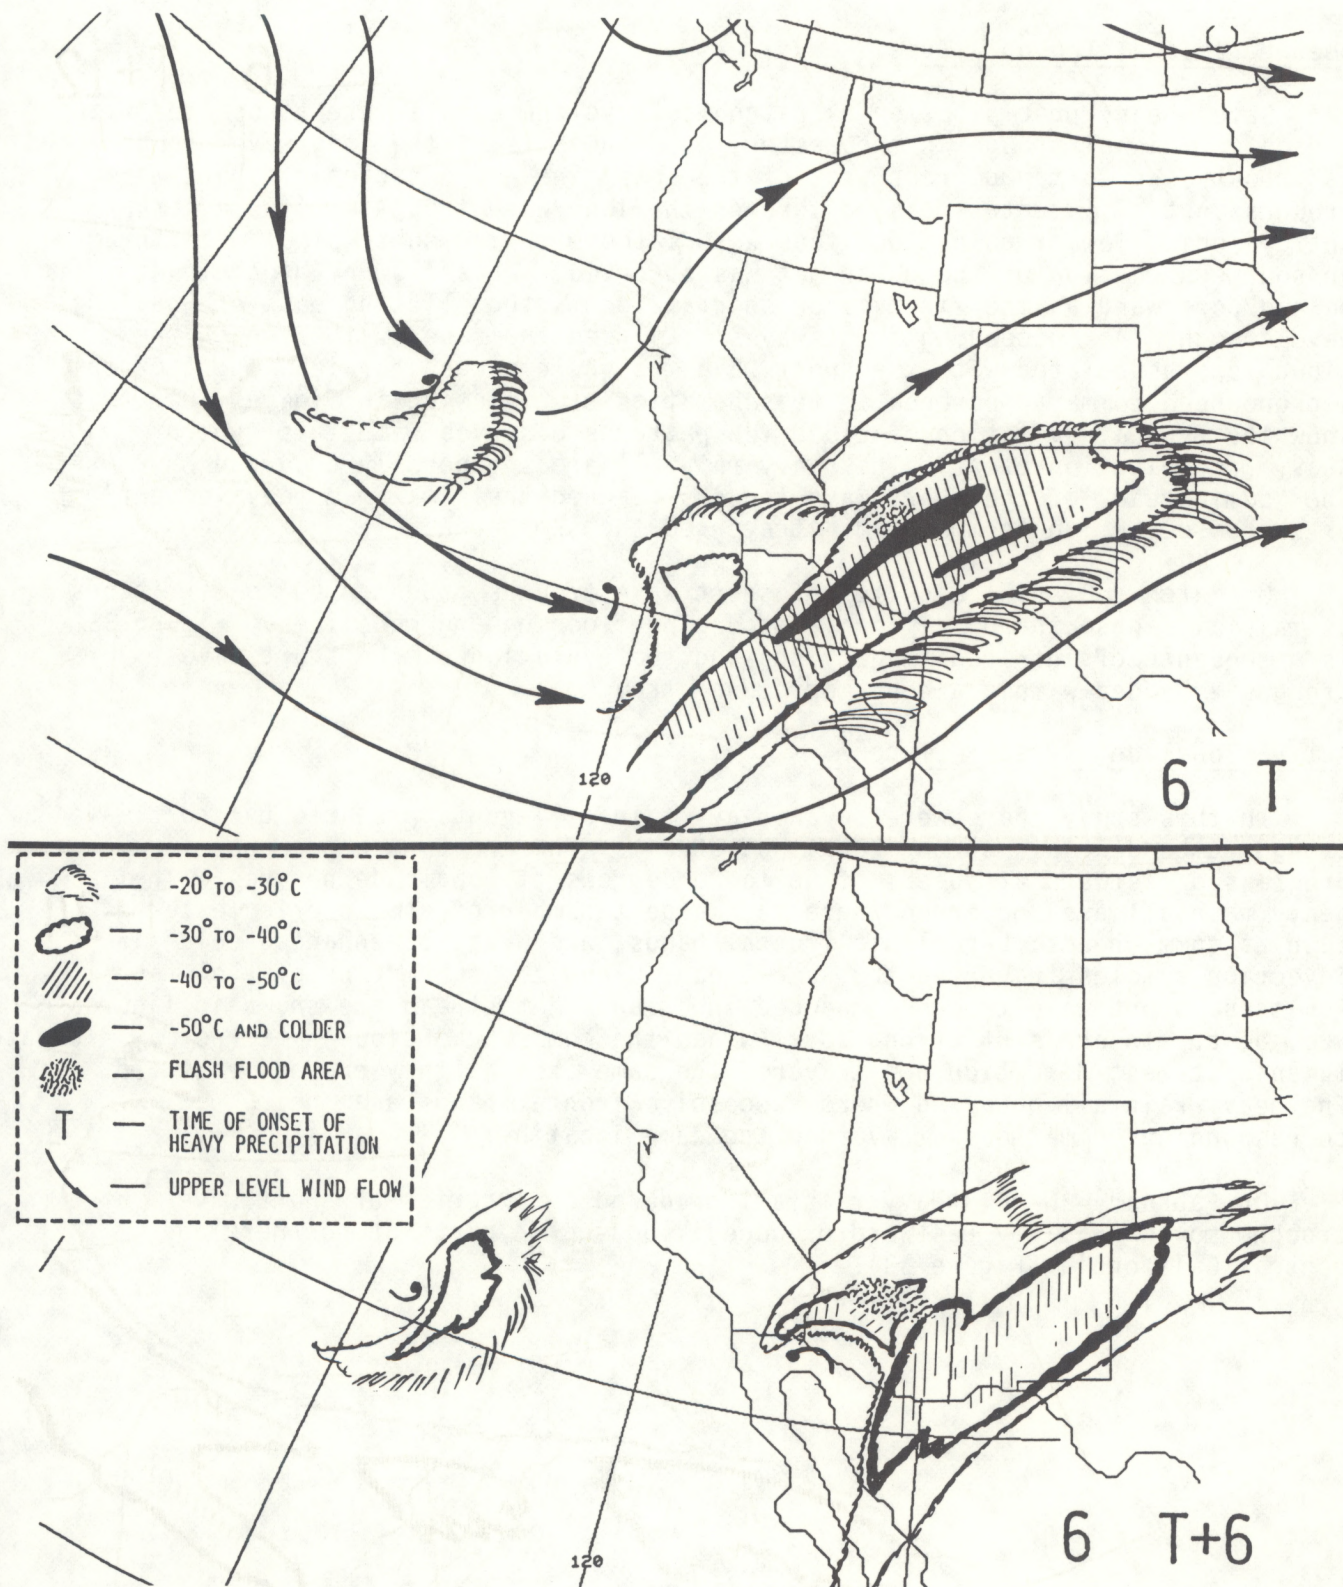 120
6 T
-20° TO -30°C
-30° TO -40°C
-40° TO -50°C
-50°C AND COLDER
FLASH FLOOD AREA
T — TIME OF ONSET OF
HEAVY PRECIPITATION
UPPER LEVEL WIND FLOW
120
6 T+6